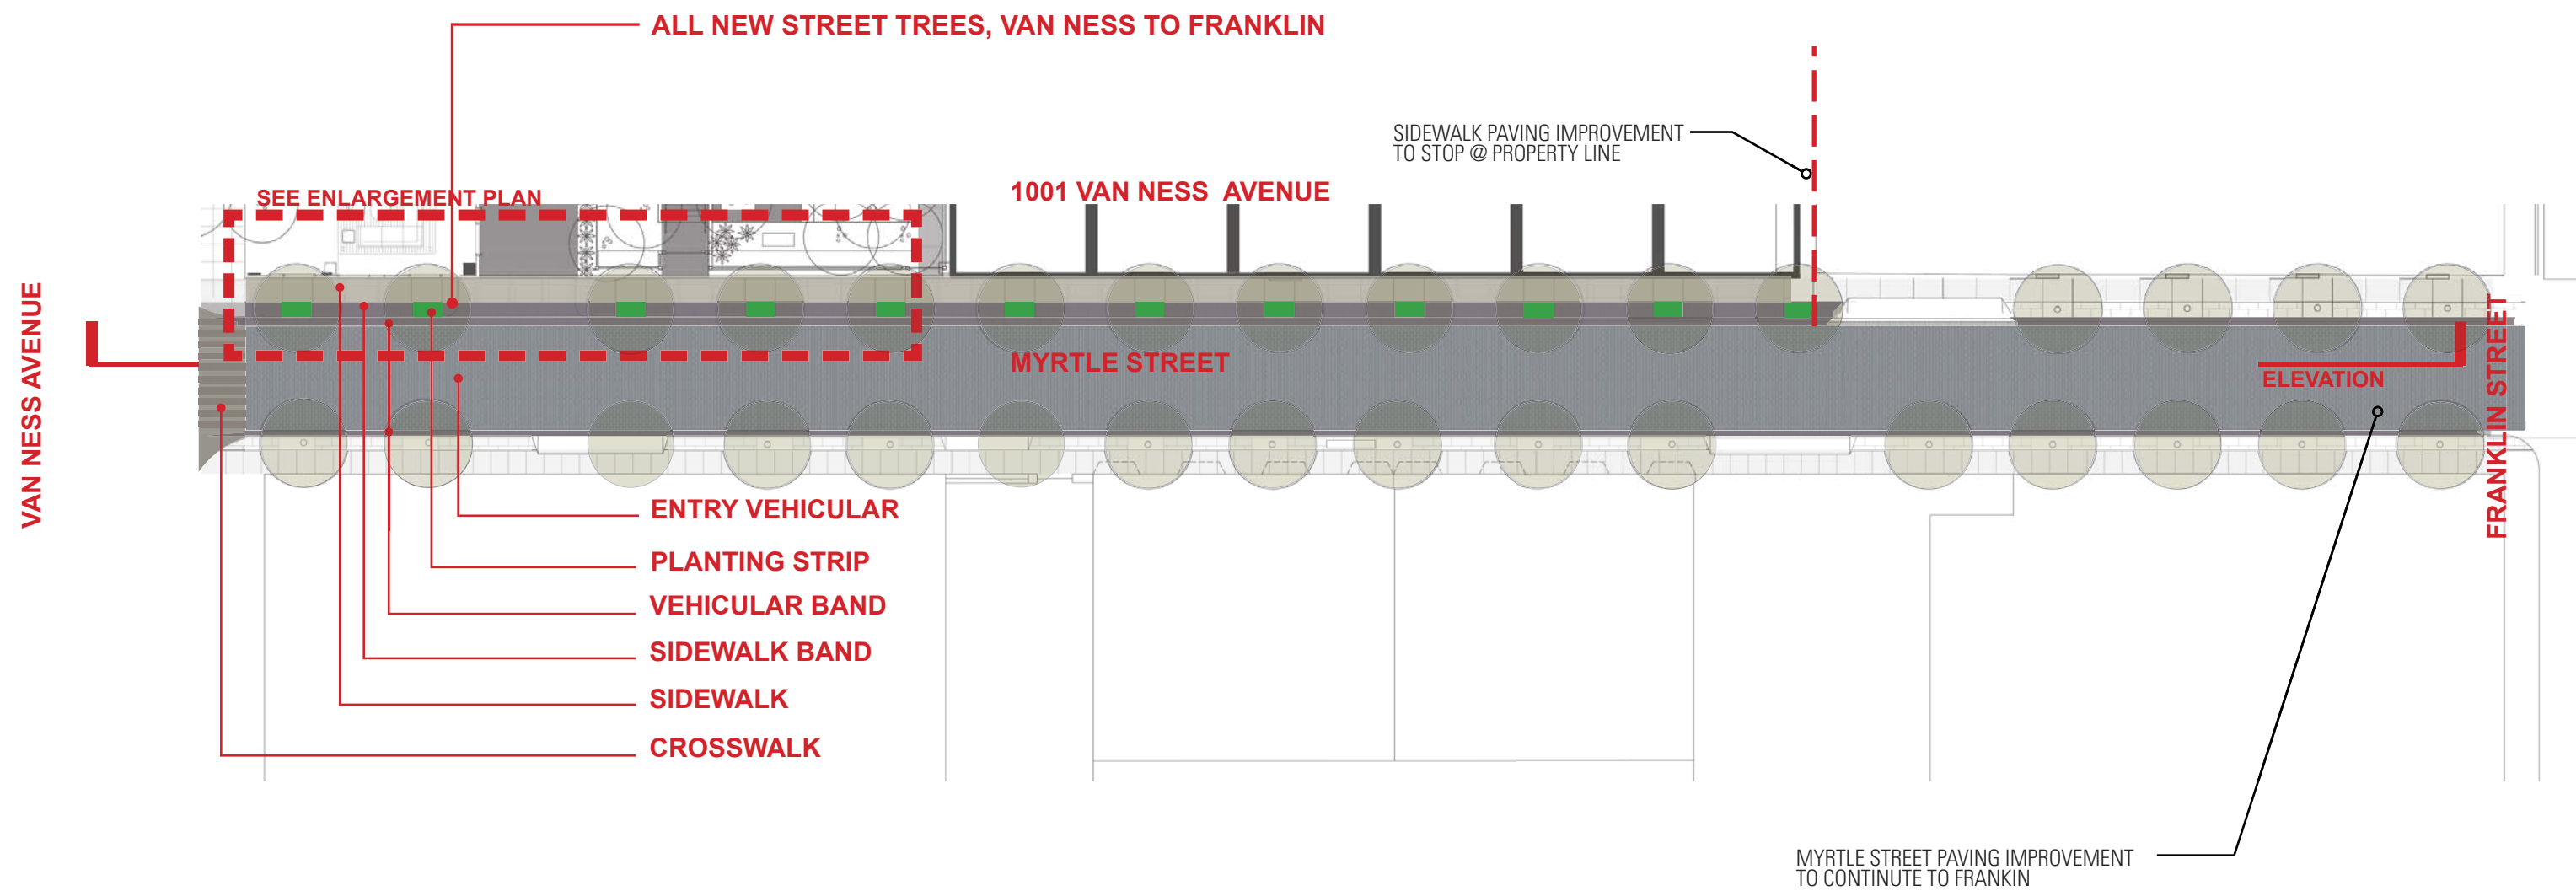 ALL NEW STREET TREES, VAN NESS TO FRANKLIN
SIDEWALK PAVING IMPROVEMENT
TO STOP @ PROPERTY LINE
SEE ENLARGEMENT PLAN
1001 VAN NESS AVENUE
VAN NESS AVENUE
MYRTLE STREET
ELEVATION
FRANKLIN STREET
ENTRY VEHICULAR
PLANTING STRIP
VEHICULAR BAND
SIDEWALK BAND
SIDEWALK
CROSSWALK
MYRTLE STREET PAVING IMPROVEMENT
TO CONTINUTE TO FRANKIN